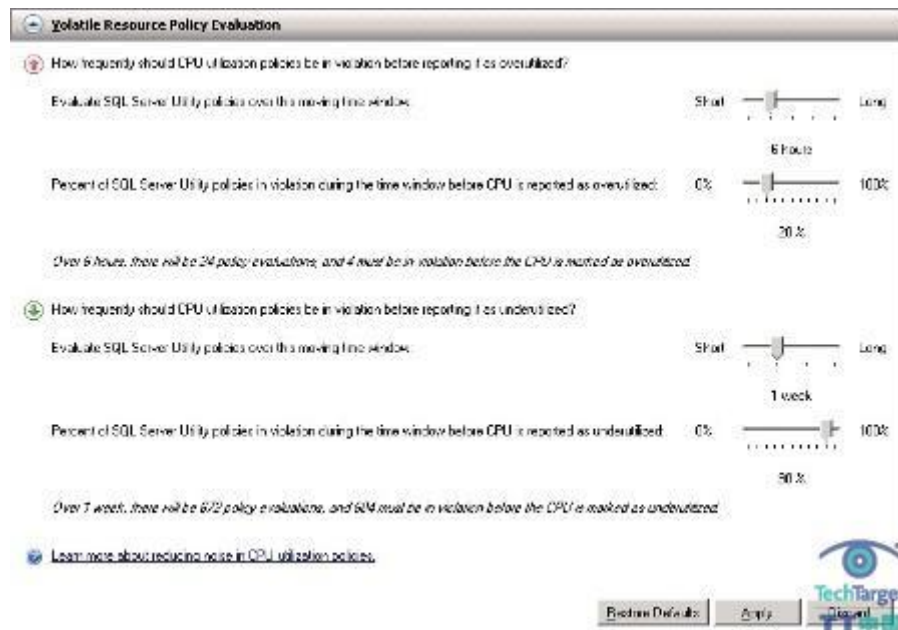 Volatile Resource Policy Evaluation
How frequently should CPU utilization policies be in violation before reporting it as overutilized?
Evaluate SQL Server Utility policies over this moving time window:
Short
Long
6 hours
Percent of SQL Server Utility policies in violation during the time window before CPU is reported as overutilized:
0%
100%
20 %
Over 6 hours, there will be 24 policy evaluations, and 4 must be in violation before the CPU is marked as overutilized.
How frequently should CPU utilization policies be in violation before reporting it as underutilized?
Evaluate SQL Server Utility policies over this moving time window:
Short
Long
1 week
Percent of SQL Server Utility policies in violation during the time window before CPU is reported as underutilized:
0%
100%
90 %
Over 1 week, there will be 672 policy evaluations, and 604 must be in violation before the CPU is marked as underutilized.
Learn more about reducing noise in CPU utilization policies.
Restore Defaults
Apply
Discard
TechTarge